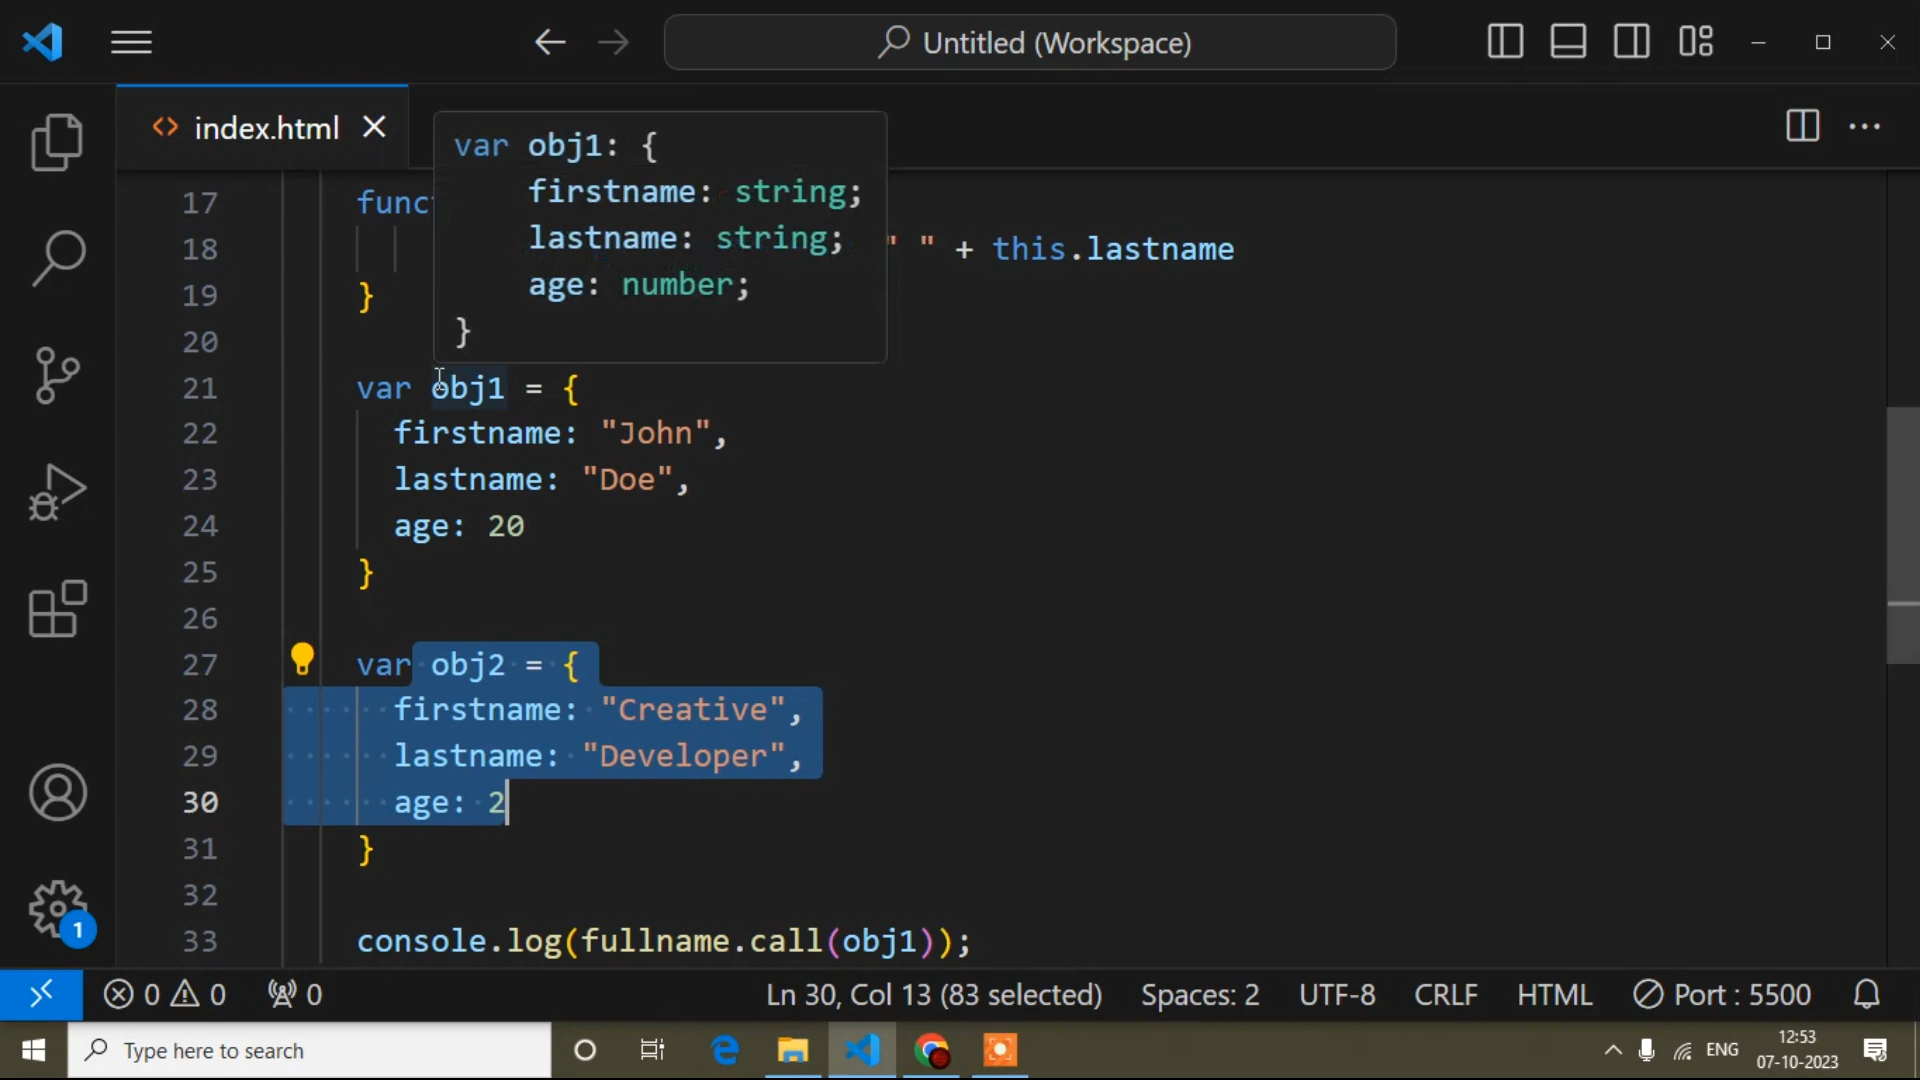 Untitled (Workspace)
index.html
var obj1: {
firstname: string;
lastname: string;
age: number;
}
17 func
18 " " + this.lastname
19 }
20
21 var obj1 = {
22 firstname: "John",
23 lastname: "Doe",
24 age: 20
25 }
26
27 var obj2 = {
28 firstname: "Creative",
29 lastname: "Developer",
30 age: 2
31 }
32
33 console.log(fullname.call(obj1));
1
0 0 0 Ln 30, Col 13 (83 selected) Spaces: 2 UTF-8 CRLF HTML Port : 5500
Type here to search ENG 12:53
07-10-2023